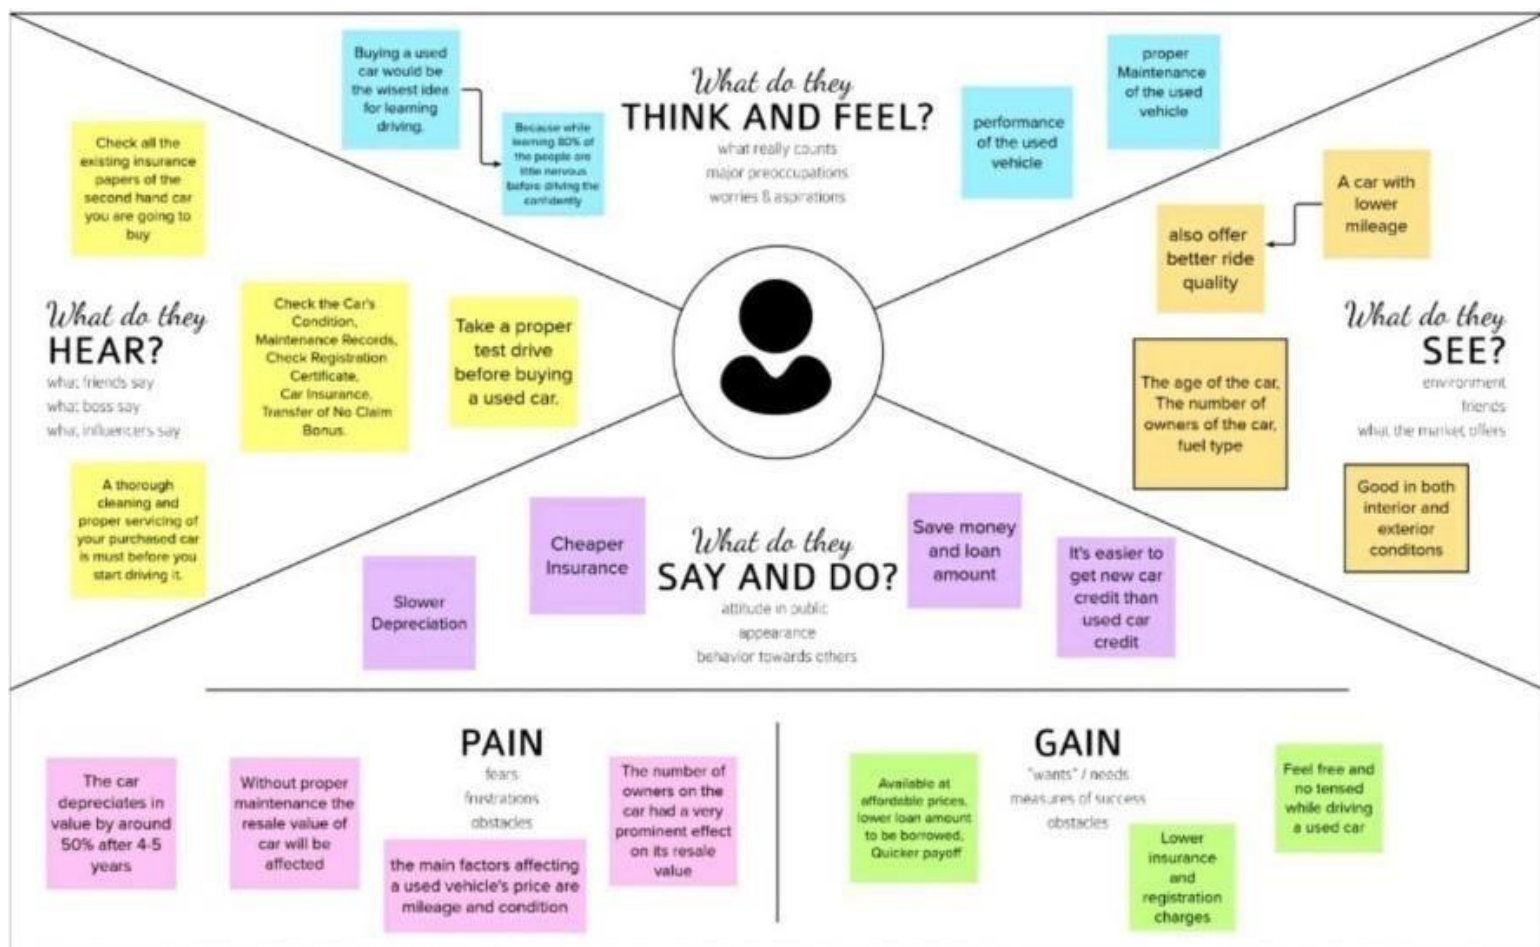 Buying a used
car would be
the wisest idea
for learning
driving.
Because while
learning 80% of
the people are
little nervous
before driving the
confidently
What do they
THINK AND FEEL?
what really counts
major preoccupations
worries & aspirations
performance
of the used
vehicle
proper
Maintenance
of the used
vehicle
Check all the
existing insurance
papers of the
second hand car
you are going to
buy
What do they
HEAR?
what friends say
what boss say
what influencers say
Check the Car's
Condition,
Maintenance Records,
Check Registration
Certificate,
Car Insurance,
Transfer of No Claim
Bonus.
Take a proper
test drive
before buying
a used car.
A thorough
cleaning and
proper servicing of
your purchased car
is must before you
start driving it.
A car with
lower
mileage
also offer
better ride
quality
What do they
SEE?
environment
friends
what the market offers
The age of the car,
The number of
owners of the car,
fuel type
Good in both
interior and
exterior
conditons
Slower
Depreciation
Cheaper
Insurance
What do they
SAY AND DO?
attitude in public
appearance
behavior towards others
Save money
and loan
amount
It's easier to
get new car
credit than
used car
credit
PAIN
fears
frustrations
obstacles
The car
depreciates in
value by around
50% after 4-5
years
Without proper
maintenance the
resale value of
car will be
affected
the main factors affecting
a used vehicle's price are
mileage and condition
The number of
owners on the
car had a very
prominent effect
on its resale
value
GAIN
"wants" / needs
measures of success
obstacles
Available at
affordable prices,
lower loan amount
to be borrowed,
Quicker payoff
Lower
insurance
and
registration
charges
Feel free and
no tensed
while driving
a used car